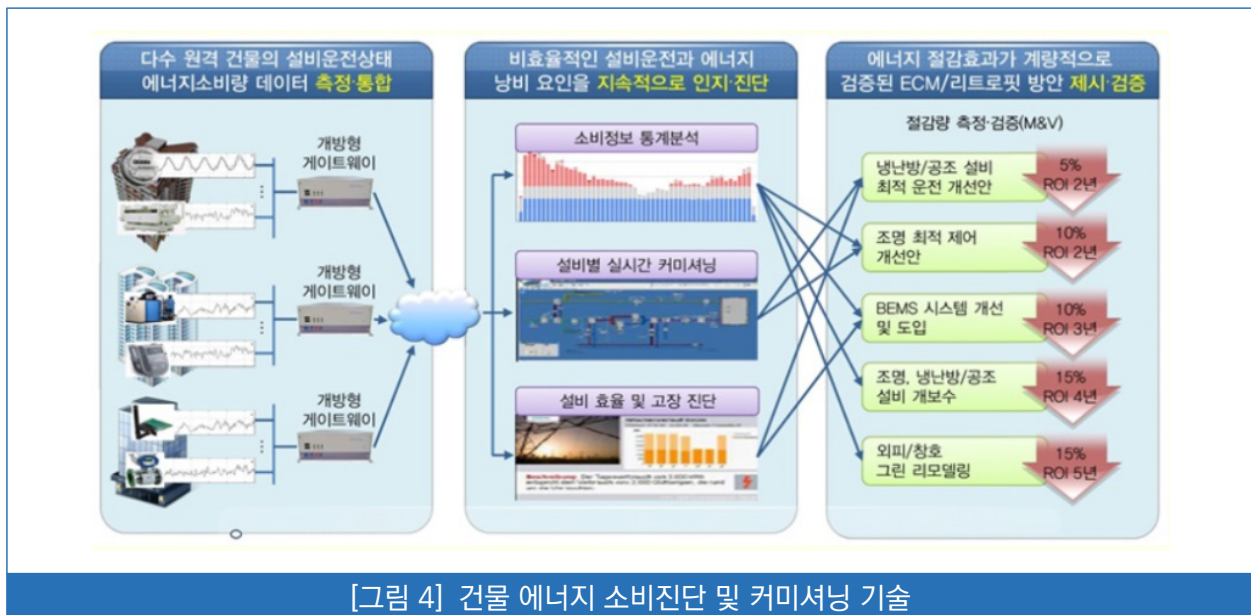 다수 원격 건물의 설비운전상태
에너지소비량 데이터 측정·통합
개방형
게이트웨이
개방형
게이트웨이
개방형
게이트웨이
비효율적인 설비운전과 에너지
낭비 요인을 지속적으로 인지·진단
소비정보 통계분석
설비별 실시간 커미셔닝
설비 효율 및 고장 진단
에너지 절감효과가 계량적으로
검증된 ECM/리트로핏 방안 제시·검증
절감량 측정·검증(M&V)
냉난방/공조 설비
최적 운전 개선안
5%
ROI 2년
조명 최적 제어
개선안
10%
ROI 2년
BEMS 시스템 개선
및 도입
10%
ROI 3년
조명, 냉난방/공조
설비 개보수
15%
ROI 4년
외피/창호
그린 리모델링
15%
ROI 5년
[그림 4] 건물 에너지 소비진단 및 커미셔닝 기술